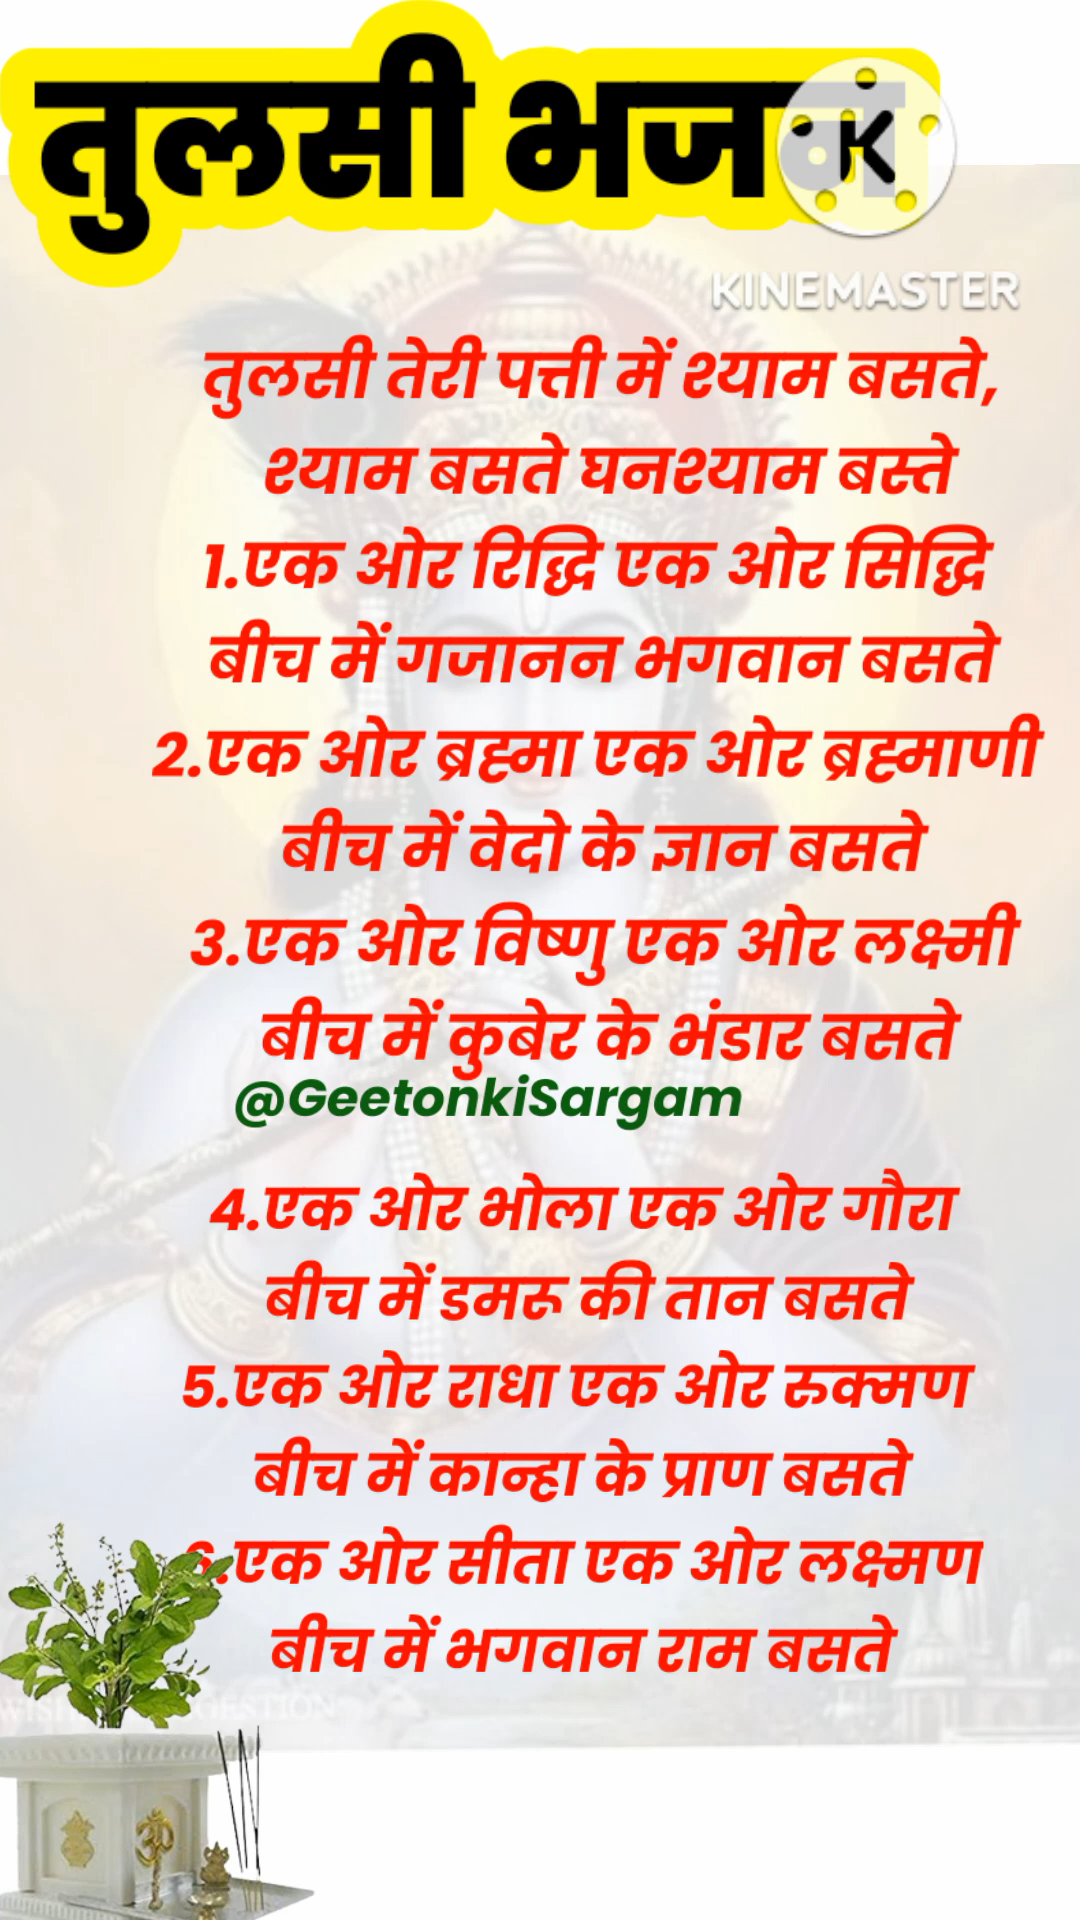 तुलसी भजन
K
KINEMASTER
तुलसी तेरी पत्ती में श्याम बसते,
श्याम बसते घनश्याम बस्ते
1.एक ओर रिद्धि एक ओर सिद्धि
बीच में गजानन भगवान बसते
2.एक ओर ब्रह्मा एक ओर ब्रह्माणी
बीच में वेदो के ज्ञान बसते
3.एक ओर विष्णु एक ओर लक्ष्मी
बीच में कुबेर के भंडार बसते
@GeetonkiSargam
4.एक ओर भोला एक ओर गौरा
बीच में डमरू की तान बसते
5.एक ओर राधा एक ओर रुक्मण
बीच में कान्हा के प्राण बसते
6.एक ओर सीता एक ओर लक्ष्मण
बीच में भगवान राम बसते